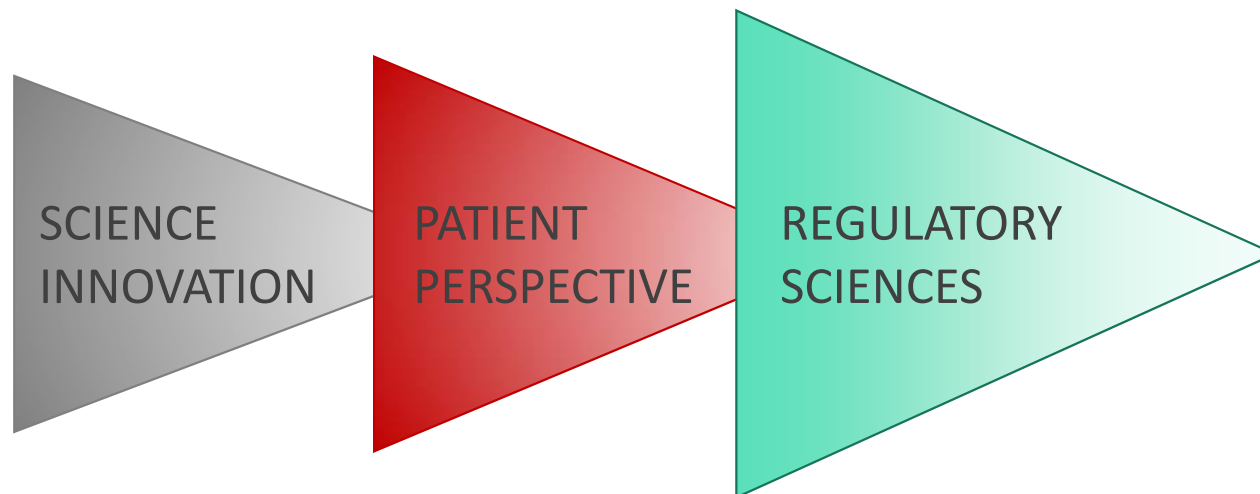 SCIENCE
INNOVATION
PATIENT
PERSPECTIVE
REGULATORY
SCIENCES